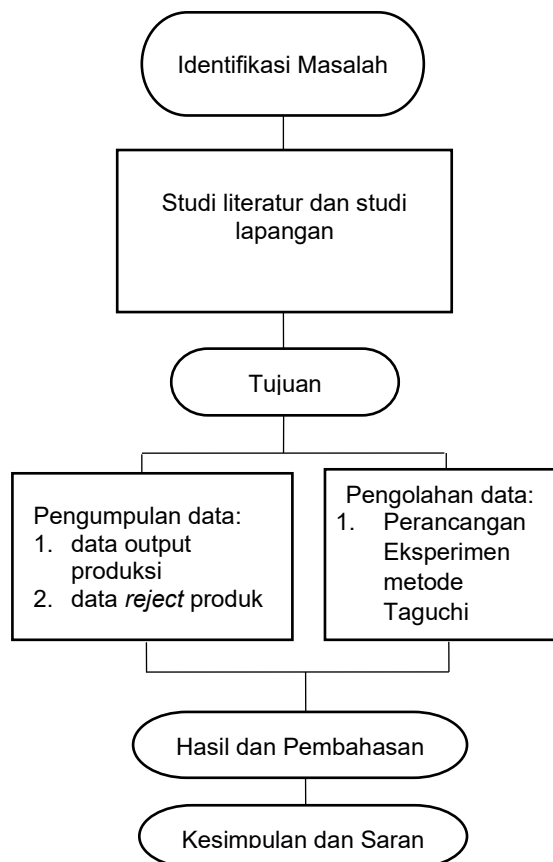 Identifikasi Masalah
Studi literatur dan studi
lapangan
Tujuan
Pengumpulan data:
1. data output
produksi
2. data reject produk
Pengolahan data:
1. Perancangan
Eksperimen
metode
Taguchi
Hasil dan Pembahasan
Kesimpulan dan Saran